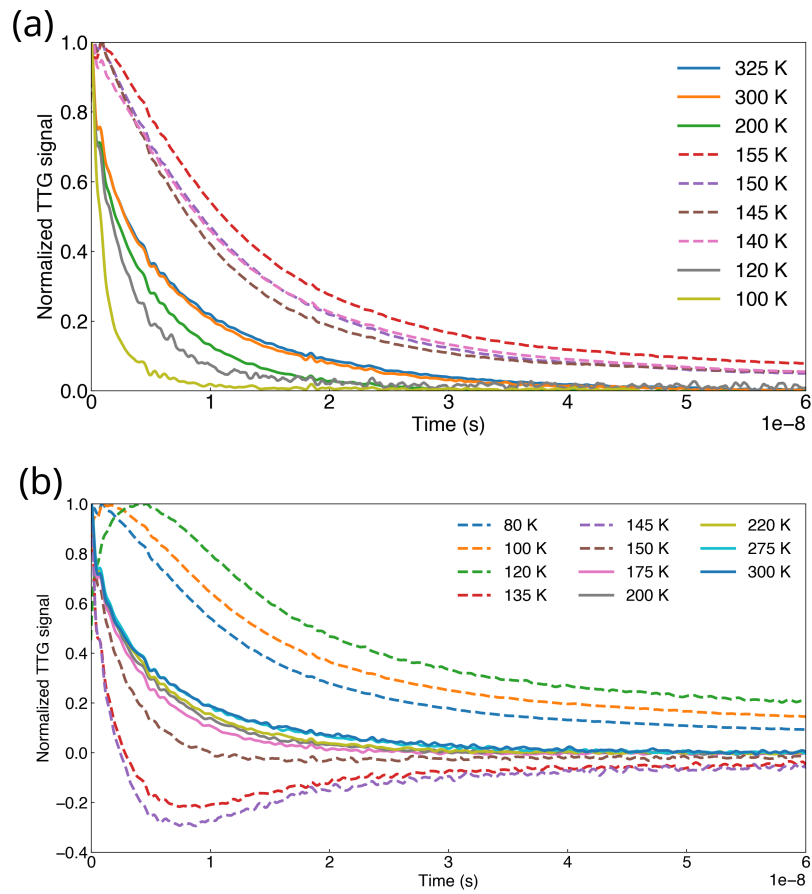 (a)
Normalized TTG signal
1.0
0.8
0.6
0.4
0.2
0.0
325 K
300 K
200 K
155 K
150 K
145 K
140 K
120 K
100 K
0 1 2 3 4 5 6
Time (s)
1e-8
(b)
Normalized TTG signal
1.0
0.8
0.6
0.4
0.2
0.0
−0.2
−0.4
80 K 145 K 220 K
100 K 150 K 275 K
120 K 175 K 300 K
135 K 200 K
0 1 2 3 4 5 6
Time (s)
1e-8